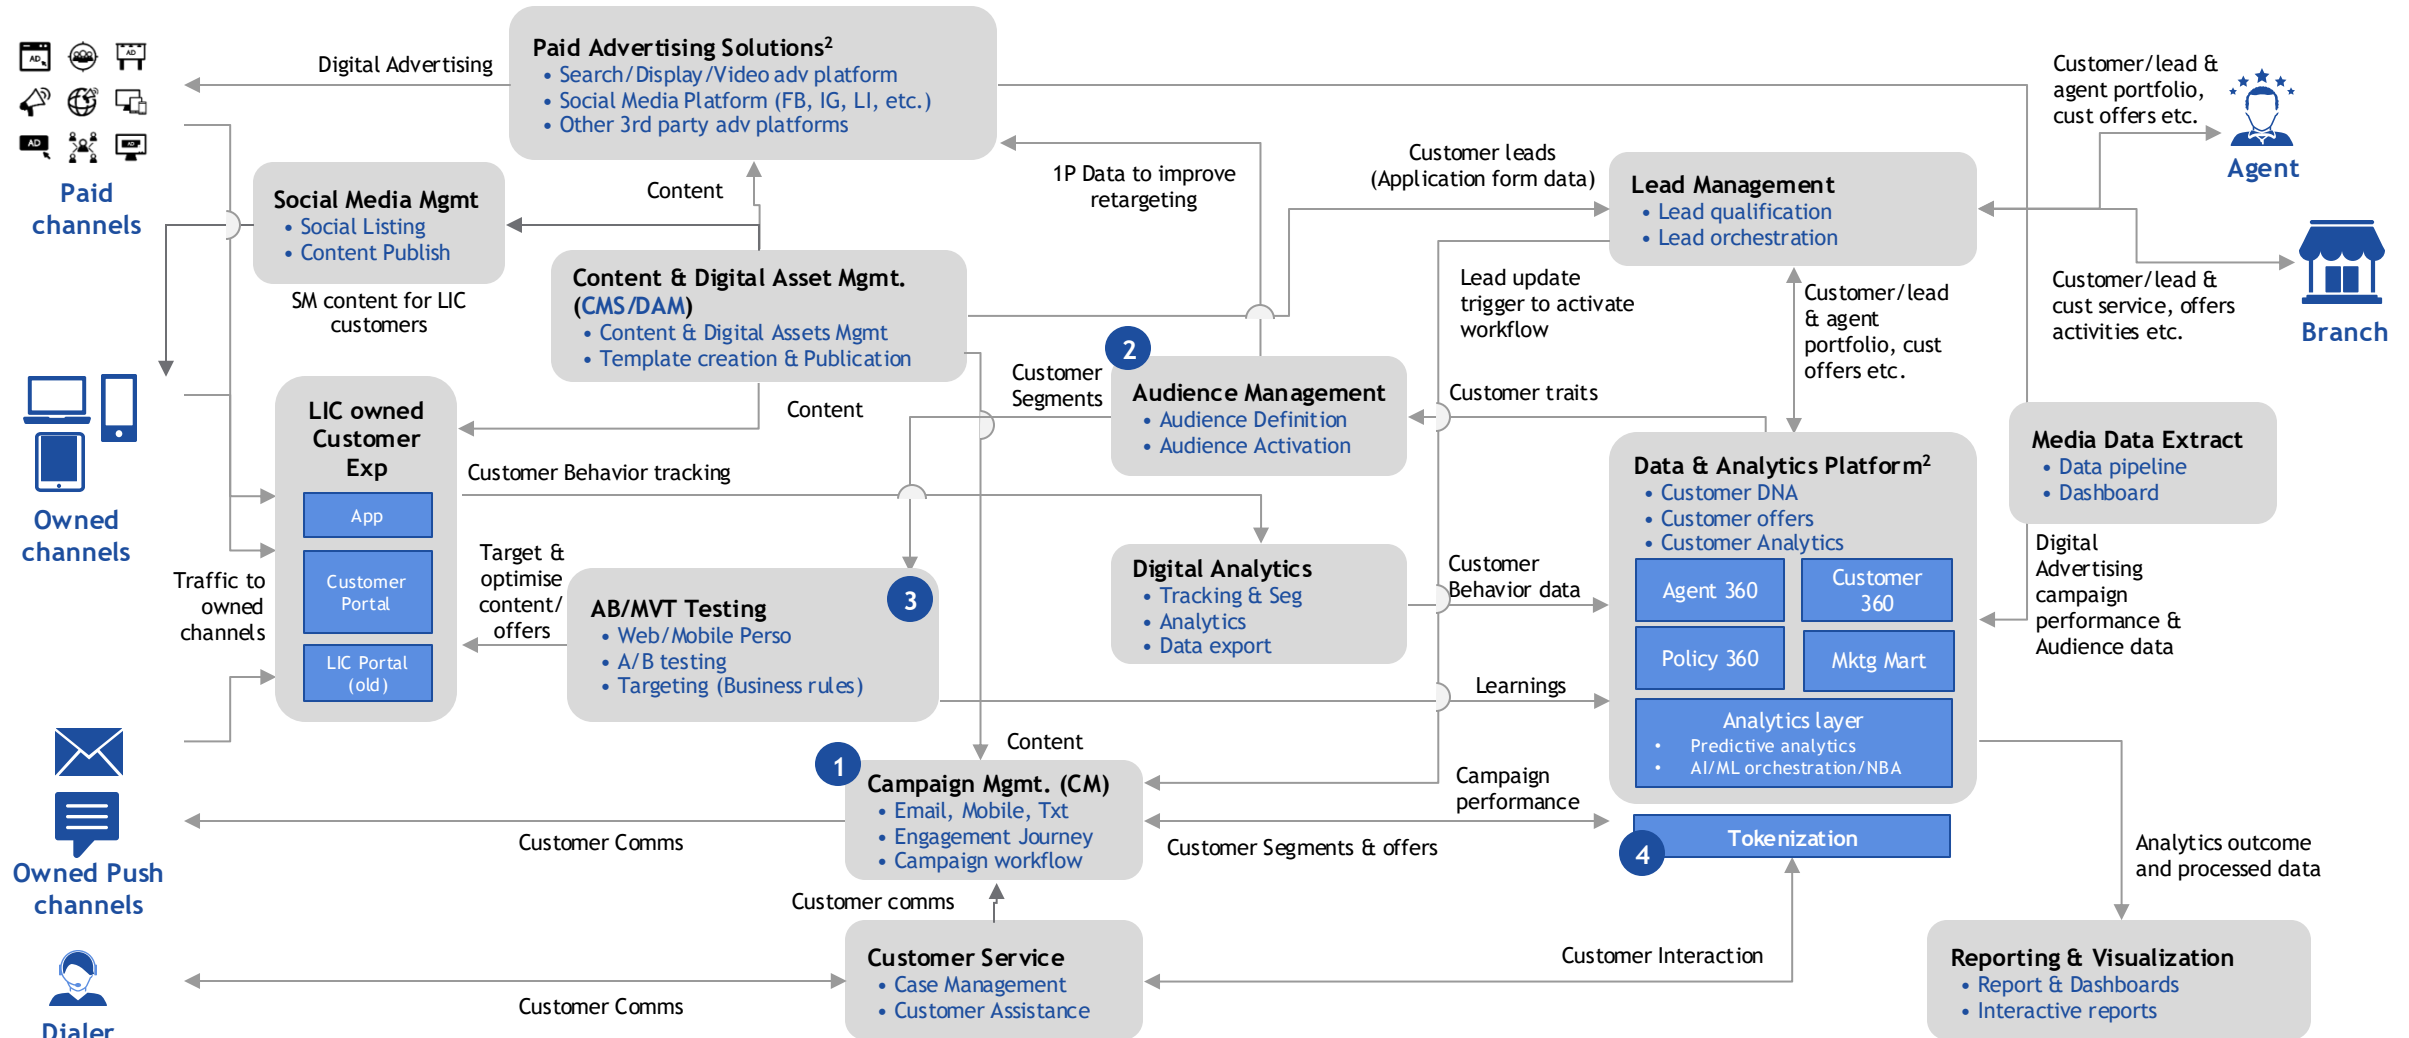 Paid Advertising Solutions²
• Search/Display/Video adv platform
• Social Media Platform (FB, IG, LI, etc.)
• Other 3rd party adv platforms
Digital Advertising
AD
AD
AD
AD
Paid
channels
Social Media Mgmt
• Social Listing
• Content Publish
SM content for LIC
customers
Content
1P Data to improve
retargeting
Customer leads
(Application form data)
Lead Management
• Lead qualification
• Lead orchestration
Customer/lead &
agent portfolio,
cust offers etc.
Agent
Customer/lead &
cust service, offers
activities etc.
Branch
Content & Digital Asset Mgmt.
(CMS/DAM)
• Content & Digital Assets Mgmt
• Template creation & Publication
Lead update
trigger to activate
workflow
Customer/lead
& agent
portfolio, cust
offers etc.
2
Audience Management
• Audience Definition
• Audience Activation
Customer
Segments
Customer traits
Content
Owned
channels
LIC owned
Customer
Exp
App
Customer
Portal
LIC Portal
(old)
Traffic to
owned
channels
Customer Behavior tracking
Target &
optimise
content/
offers
3
AB/MVT Testing
• Web/Mobile Perso
• A/B testing
• Targeting (Business rules)
Digital Analytics
• Tracking & Seg
• Analytics
• Data export
Customer
Behavior data
Learnings
Data & Analytics Platform²
• Customer DNA
• Customer offers
• Customer Analytics
Agent 360
Customer
360
Policy 360
Mktg Mart
Analytics layer
• Predictive analytics
• AI/ML orchestration/NBA
4
Tokenization
Media Data Extract
• Data pipeline
• Dashboard
Digital
Advertising
campaign
performance &
Audience data
Content
1
Campaign Mgmt. (CM)
• Email, Mobile, Txt
• Engagement Journey
• Campaign workflow
Campaign
performance
Customer Segments & offers
Customer Comms
Owned Push
channels
Customer comms
Customer Service
• Case Management
• Customer Assistance
Customer Interaction
Customer Comms
Dialer
Analytics outcome
and processed data
Reporting & Visualization
• Report & Dashboards
• Interactive reports